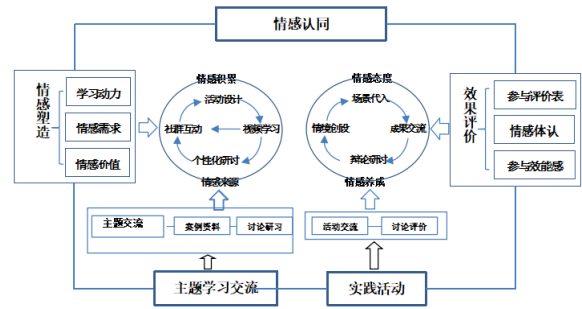 情感认同
情感塑造
学习动力
情感需求
情感价值
情感积累
活动设计
社群互动
视频学习
个性化研讨
情感来源
情感态度
场景代入
情境创设
成果交流
辩论研讨
情感养成
效果评价
参与评价表
情感体认
参与效能感
主题交流
案例资料
讨论研习
活动交流
讨论评价
主题学习交流
实践活动